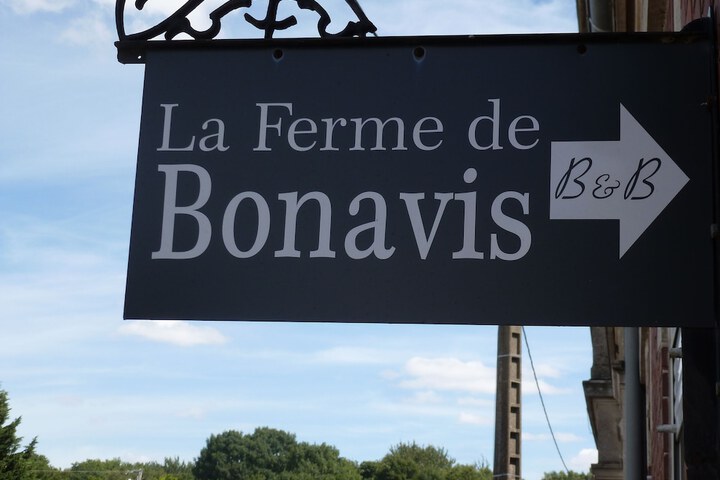 La Ferme de
Bonavis
B & B